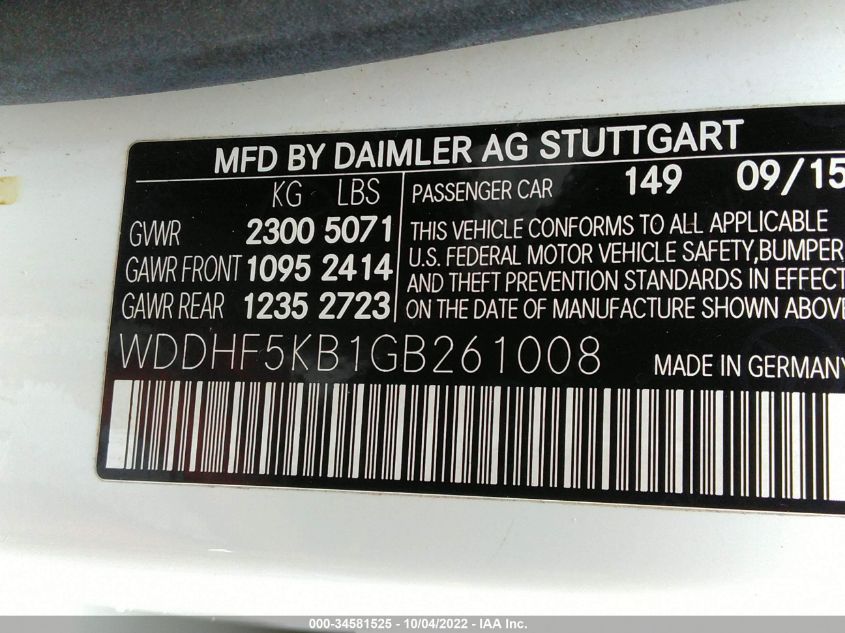 MFD BY DAIMLER AG STUTTGART
KG LBS
PASSENGER CAR 149 09/15
GVWR 2300 5071
GAWR FRONT 1095 2414
GAWR REAR 1235 2723
THIS VEHICLE CONFORMS TO ALL APPLICABLE
U.S. FEDERAL MOTOR VEHICLE SAFETY,BUMPER,
AND THEFT PREVENTION STANDARDS IN EFFECT
ON THE DATE OF MANUFACTURE SHOWN ABOVE
WDDHF5KB1GB261008 MADE IN GERMANY
000-34581525 - 10/04/2022 - IAA Inc.